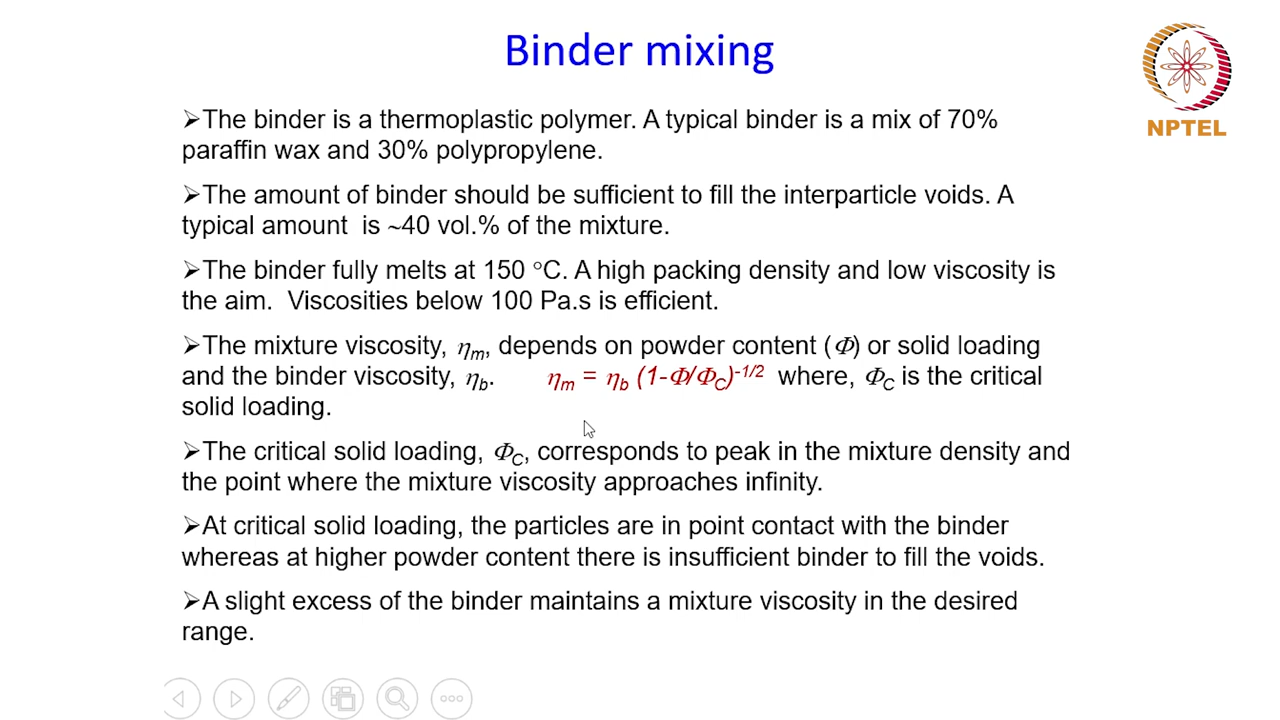 Binder mixing
NPTEL
➢The binder is a thermoplastic polymer. A typical binder is a mix of 70%
paraffin wax and 30% polypropylene.
➢The amount of binder should be sufficient to fill the interparticle voids. A
typical amount is ~40 vol.% of the mixture.
➢The binder fully melts at 150 °C. A high packing density and low viscosity is
the aim. Viscosities below 100 Pa.s is efficient.
➢The mixture viscosity, ηm, depends on powder content (Φ) or solid loading
and the binder viscosity, ηb. ηm = ηb (1-Φ/ΦC)-1/2 where, ΦC is the critical
solid loading.
➢The critical solid loading, ΦC, corresponds to peak in the mixture density and
the point where the mixture viscosity approaches infinity.
➢At critical solid loading, the particles are in point contact with the binder
whereas at higher powder content there is insufficient binder to fill the voids.
➢A slight excess of the binder maintains a mixture viscosity in the desired
range.